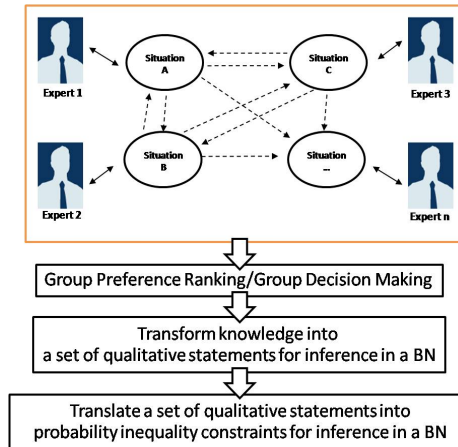 Situation
A
Situation
C
Expert 1
Expert 3
Situation
B
Situation
...
Expert 2
Expert n
Group Preference Ranking/Group Decision Making
Transform knowledge into
a set of qualitative statements for inference in a BN
Translate a set of qualitative statements into
probability inequality constraints for inference in a BN